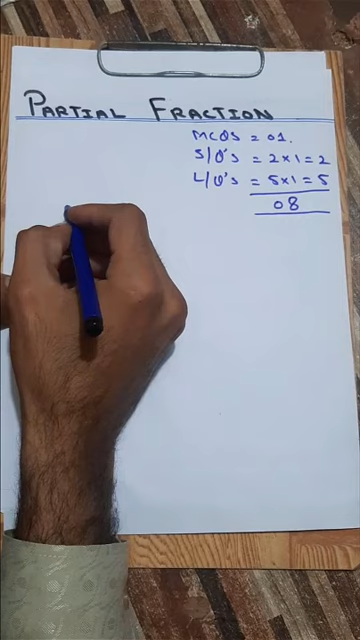 PARTIAL FRACTION
MCQS = 01.
S/Q's = 2×1 = 2
L/Q's = 5×1 = 5
08